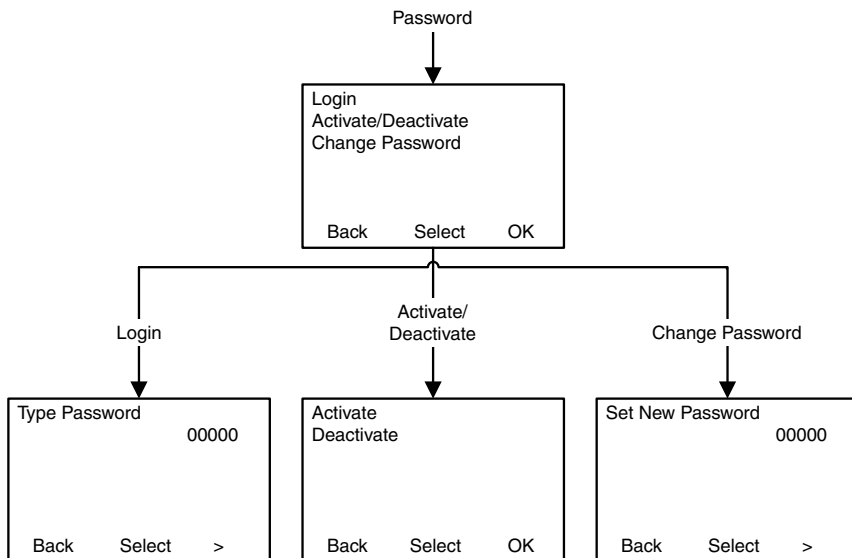 Password
Login
Activate/Deactivate
Change Password
Back Select OK
Login
Activate/
Deactivate
Change Password
Type Password
00000
Back Select >
Activate
Deactivate
Back Select OK
Set New Password
00000
Back Select >